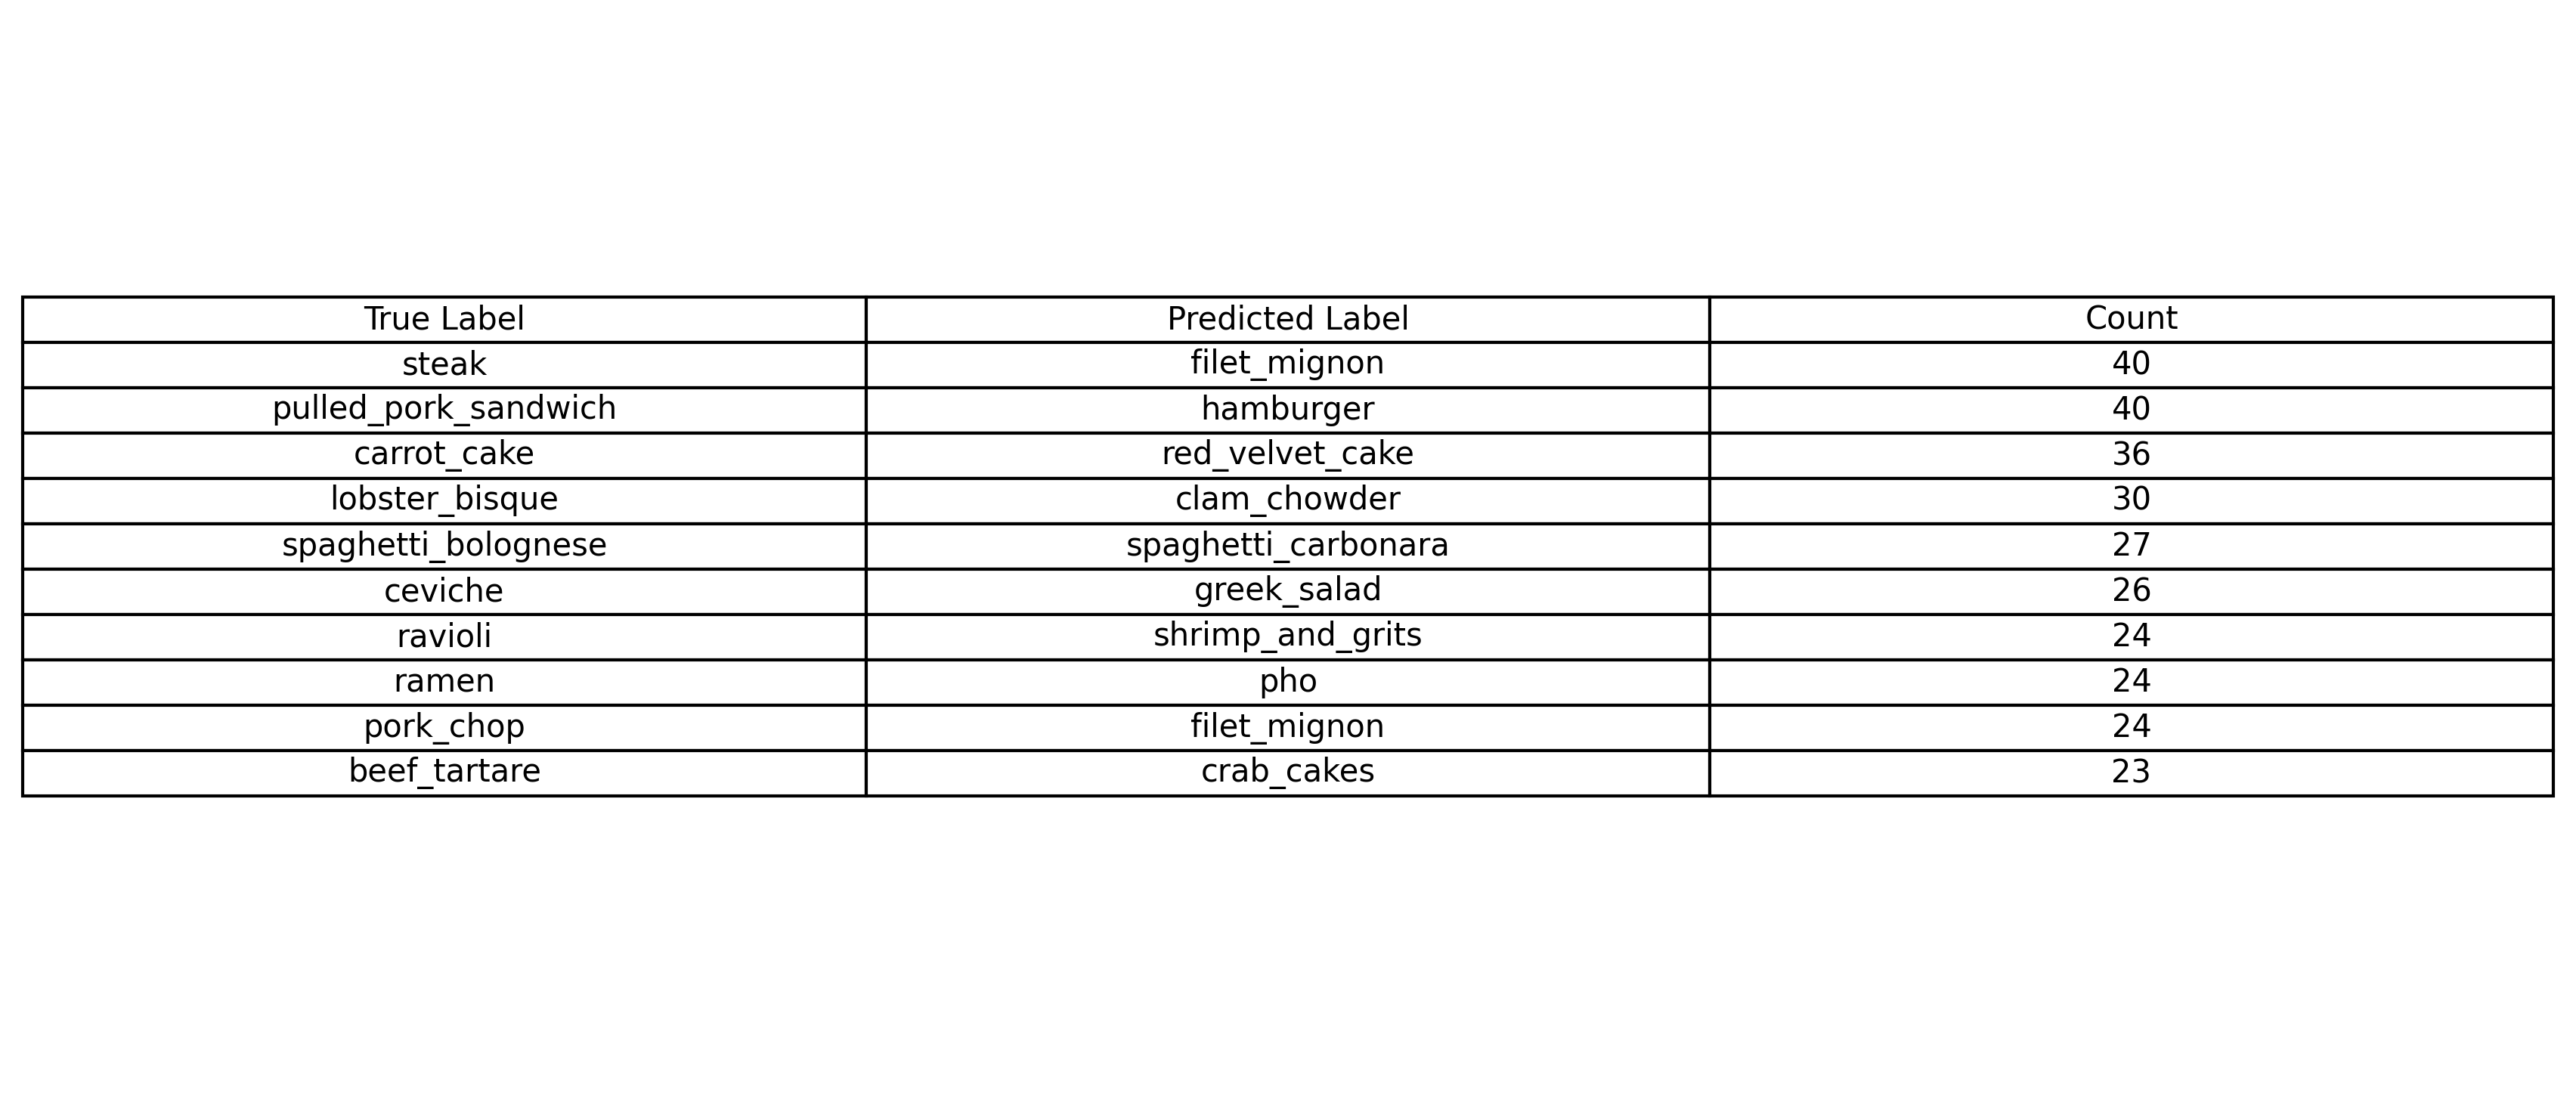 True Label Predicted Label Count
steak filet_mignon 40
pulled_pork_sandwich hamburger 40
carrot_cake red_velvet_cake 36
lobster_bisque clam_chowder 30
spaghetti_bolognese spaghetti_carbonara 27
ceviche greek_salad 26
ravioli shrimp_and_grits 24
ramen pho 24
pork_chop filet_mignon 24
beef_tartare crab_cakes 23